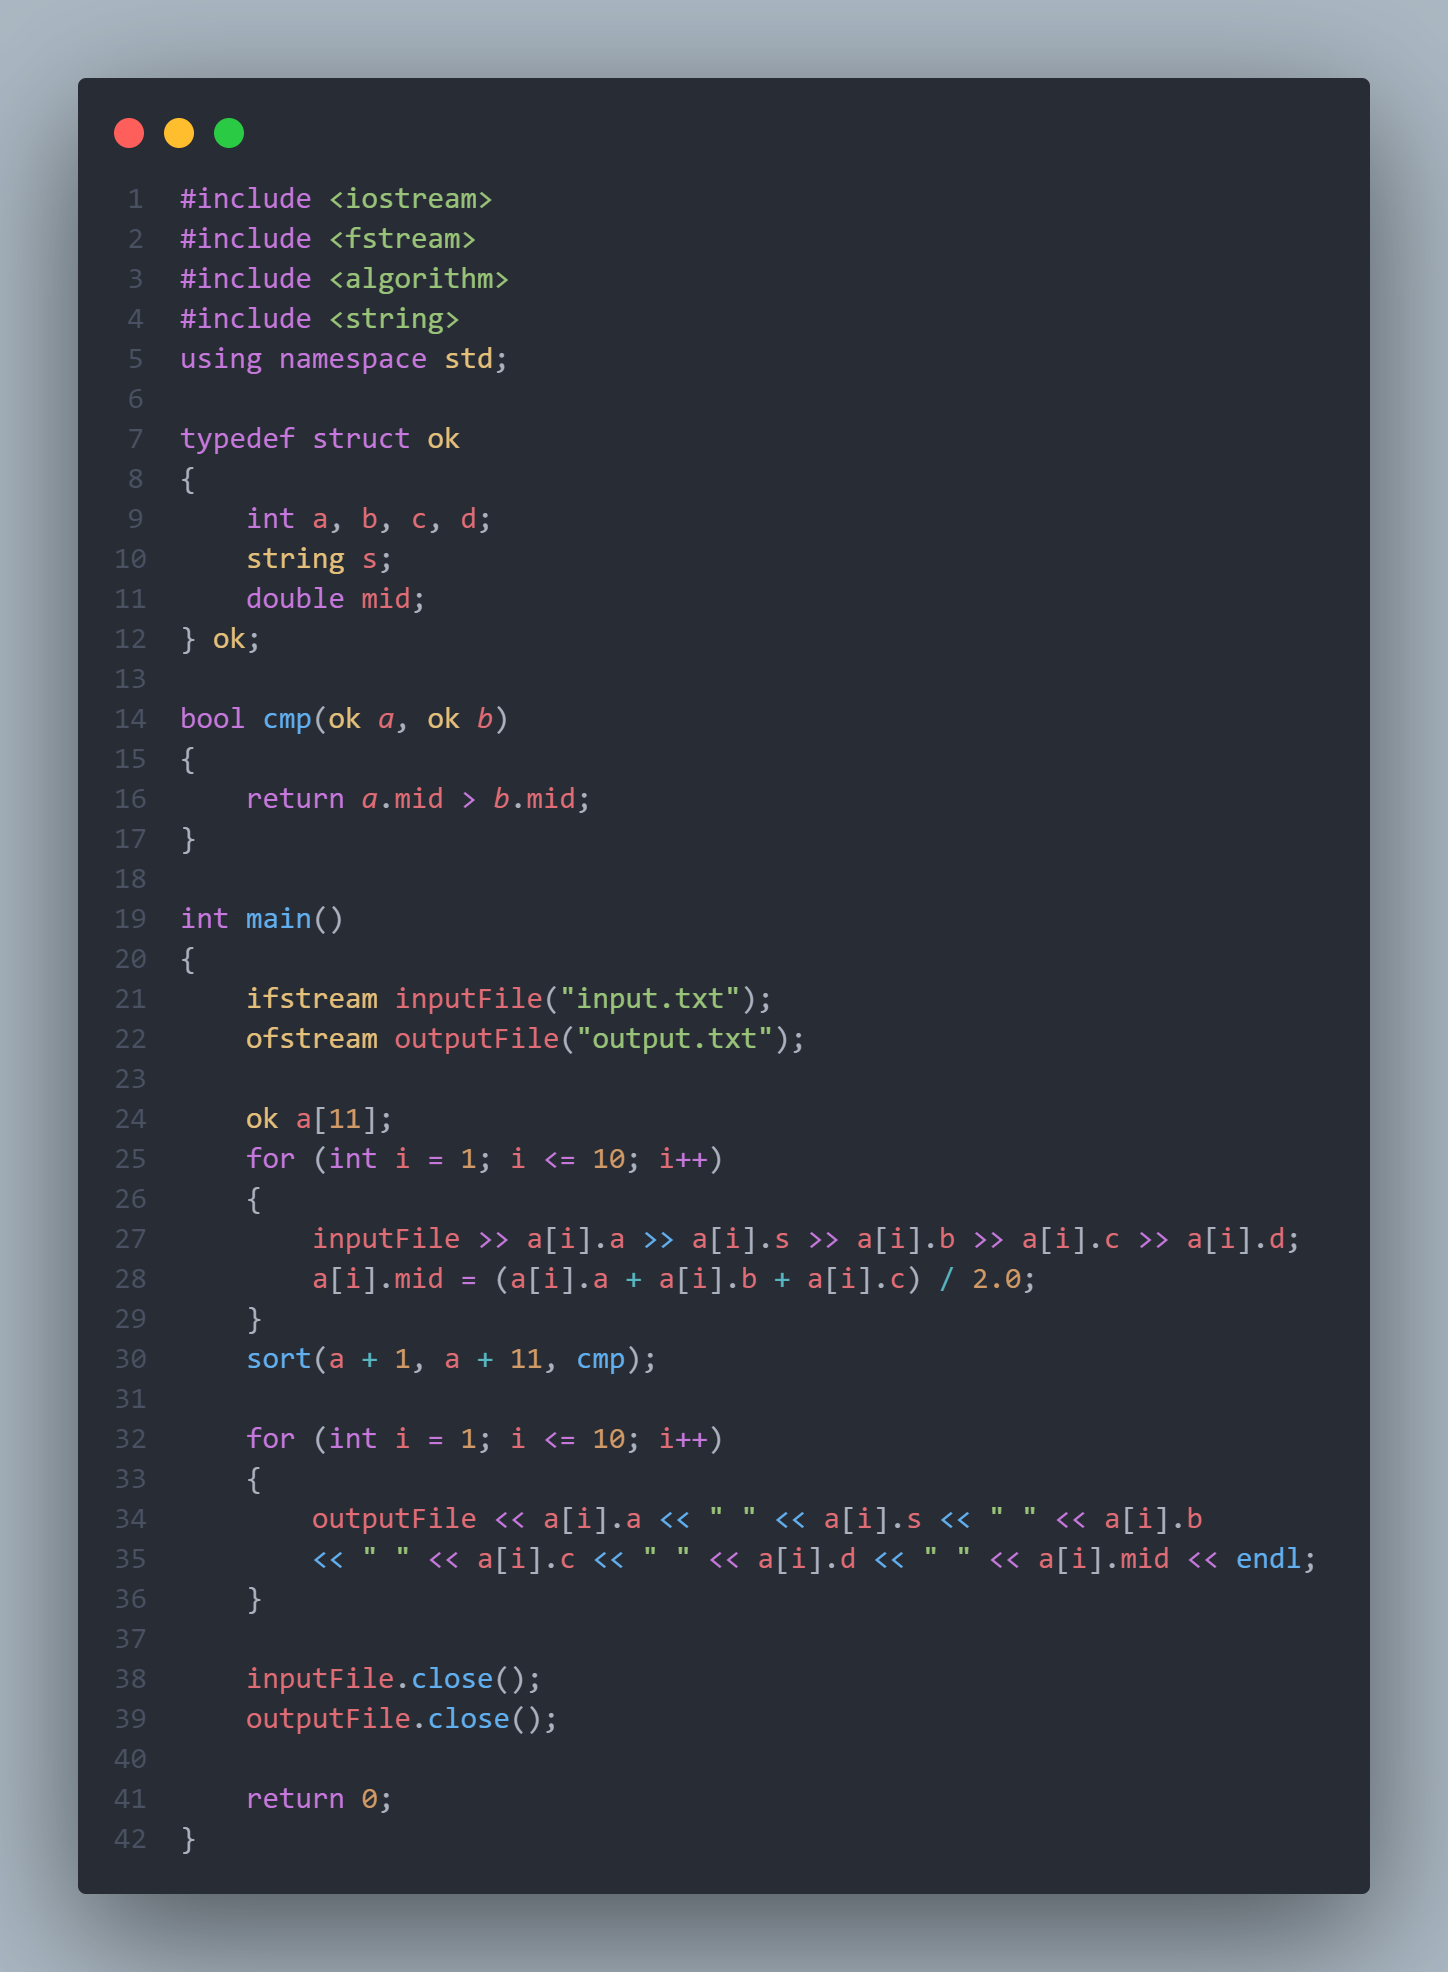 1 #include <iostream>
2 #include <fstream>
3 #include <algorithm>
4 #include <string>
5 using namespace std;
6
7 typedef struct ok
8 {
9     int a, b, c, d;
10     string s;
11     double mid;
12 } ok;
13
14 bool cmp(ok a, ok b)
15 {
16     return a.mid > b.mid;
17 }
18
19 int main()
20 {
21     ifstream inputFile("input.txt");
22     ofstream outputFile("output.txt");
23
24     ok a[11];
25     for (int i = 1; i <= 10; i++)
26     {
27         inputFile >> a[i].a >> a[i].s >> a[i].b >> a[i].c >> a[i].d;
28         a[i].mid = (a[i].a + a[i].b + a[i].c) / 2.0;
29     }
30     sort(a + 1, a + 11, cmp);
31
32     for (int i = 1; i <= 10; i++)
33     {
34         outputFile << a[i].a << " " << a[i].s << " " << a[i].b
35         << " " << a[i].c << " " << a[i].d << " " << a[i].mid << endl;
36     }
37
38     inputFile.close();
39     outputFile.close();
40
41     return 0;
42 }